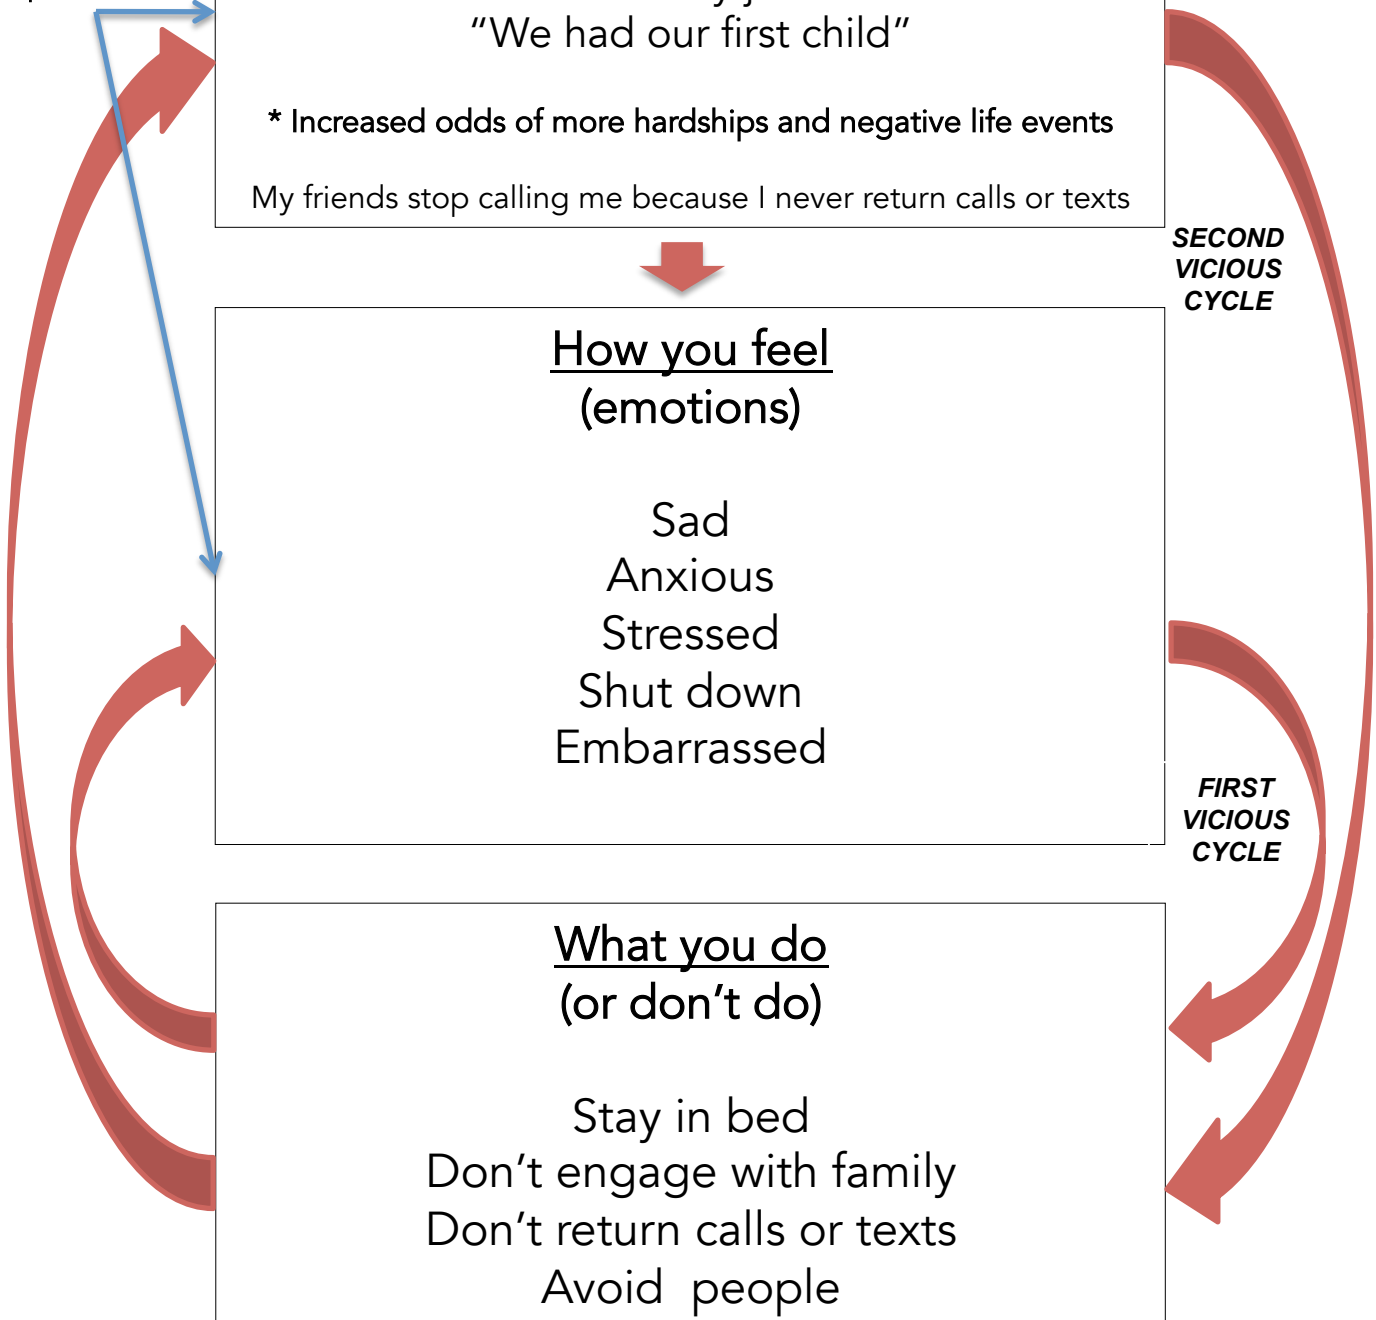 “We had our first child”
* Increased odds of more hardships and negative life events
My friends stop calling me because I never return calls or texts
SECOND
VICIOUS
CYCLE
How you feel
(emotions)
Sad
Anxious
Stressed
Shut down
Embarrassed
FIRST
VICIOUS
CYCLE
What you do
(or don’t do)
Stay in bed
Don’t engage with family
Don’t return calls or texts
Avoid people